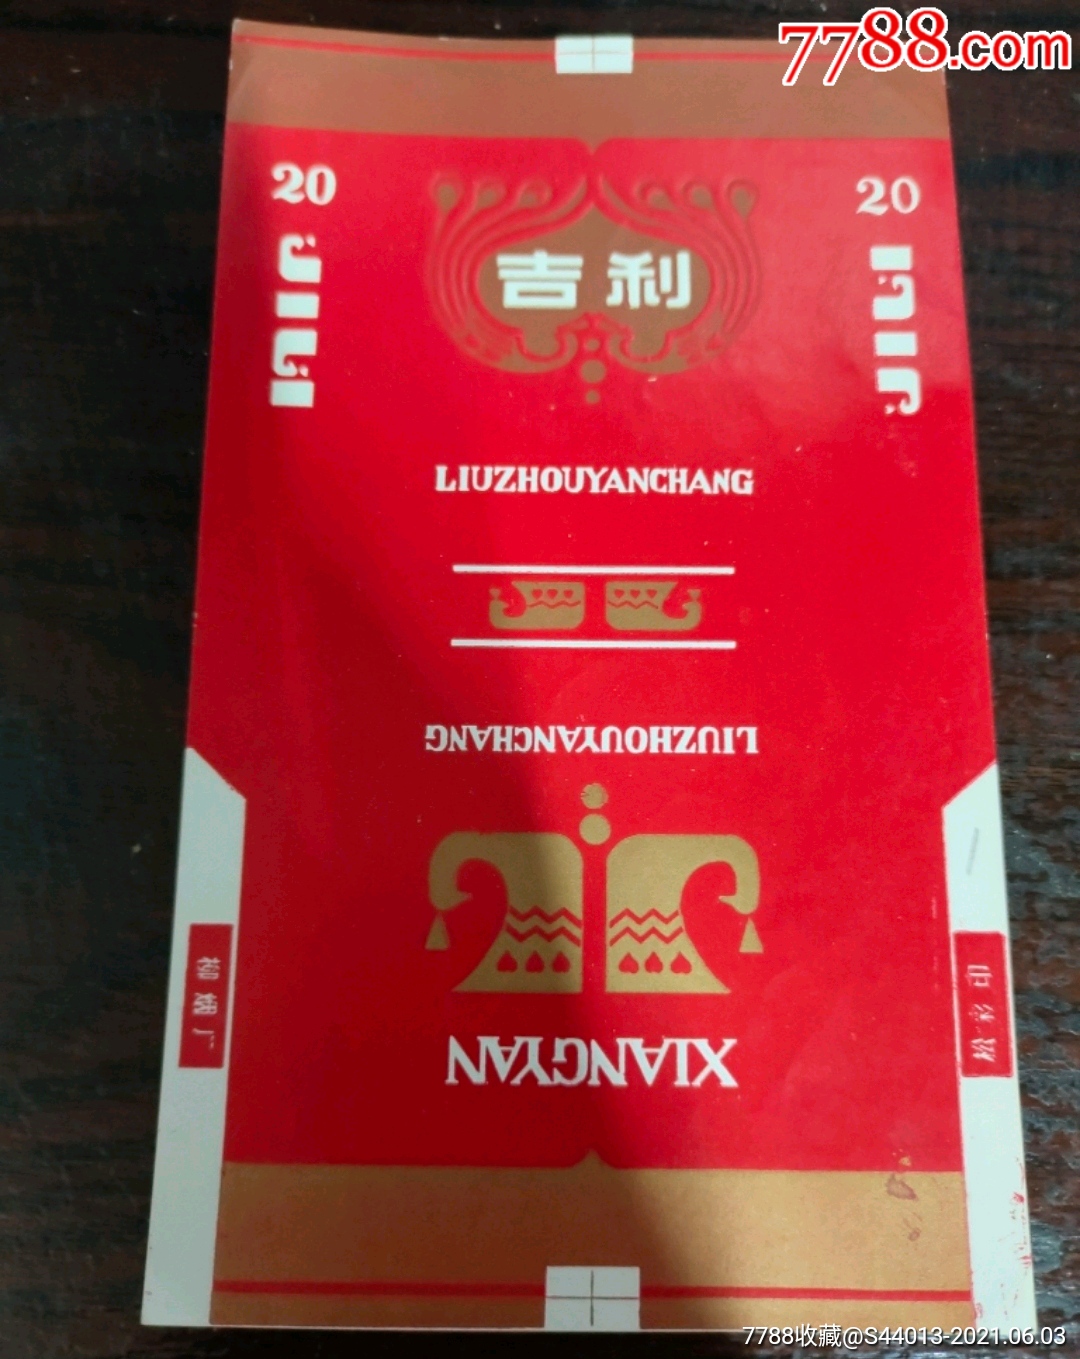 7788.com
20
20
JILI
JILI
吉利
LIUZHOUYANCHANG
LIUZHOUYANCHANG
XIANGYAN
柳烟厂
7788收藏@S44013-2021.06.03